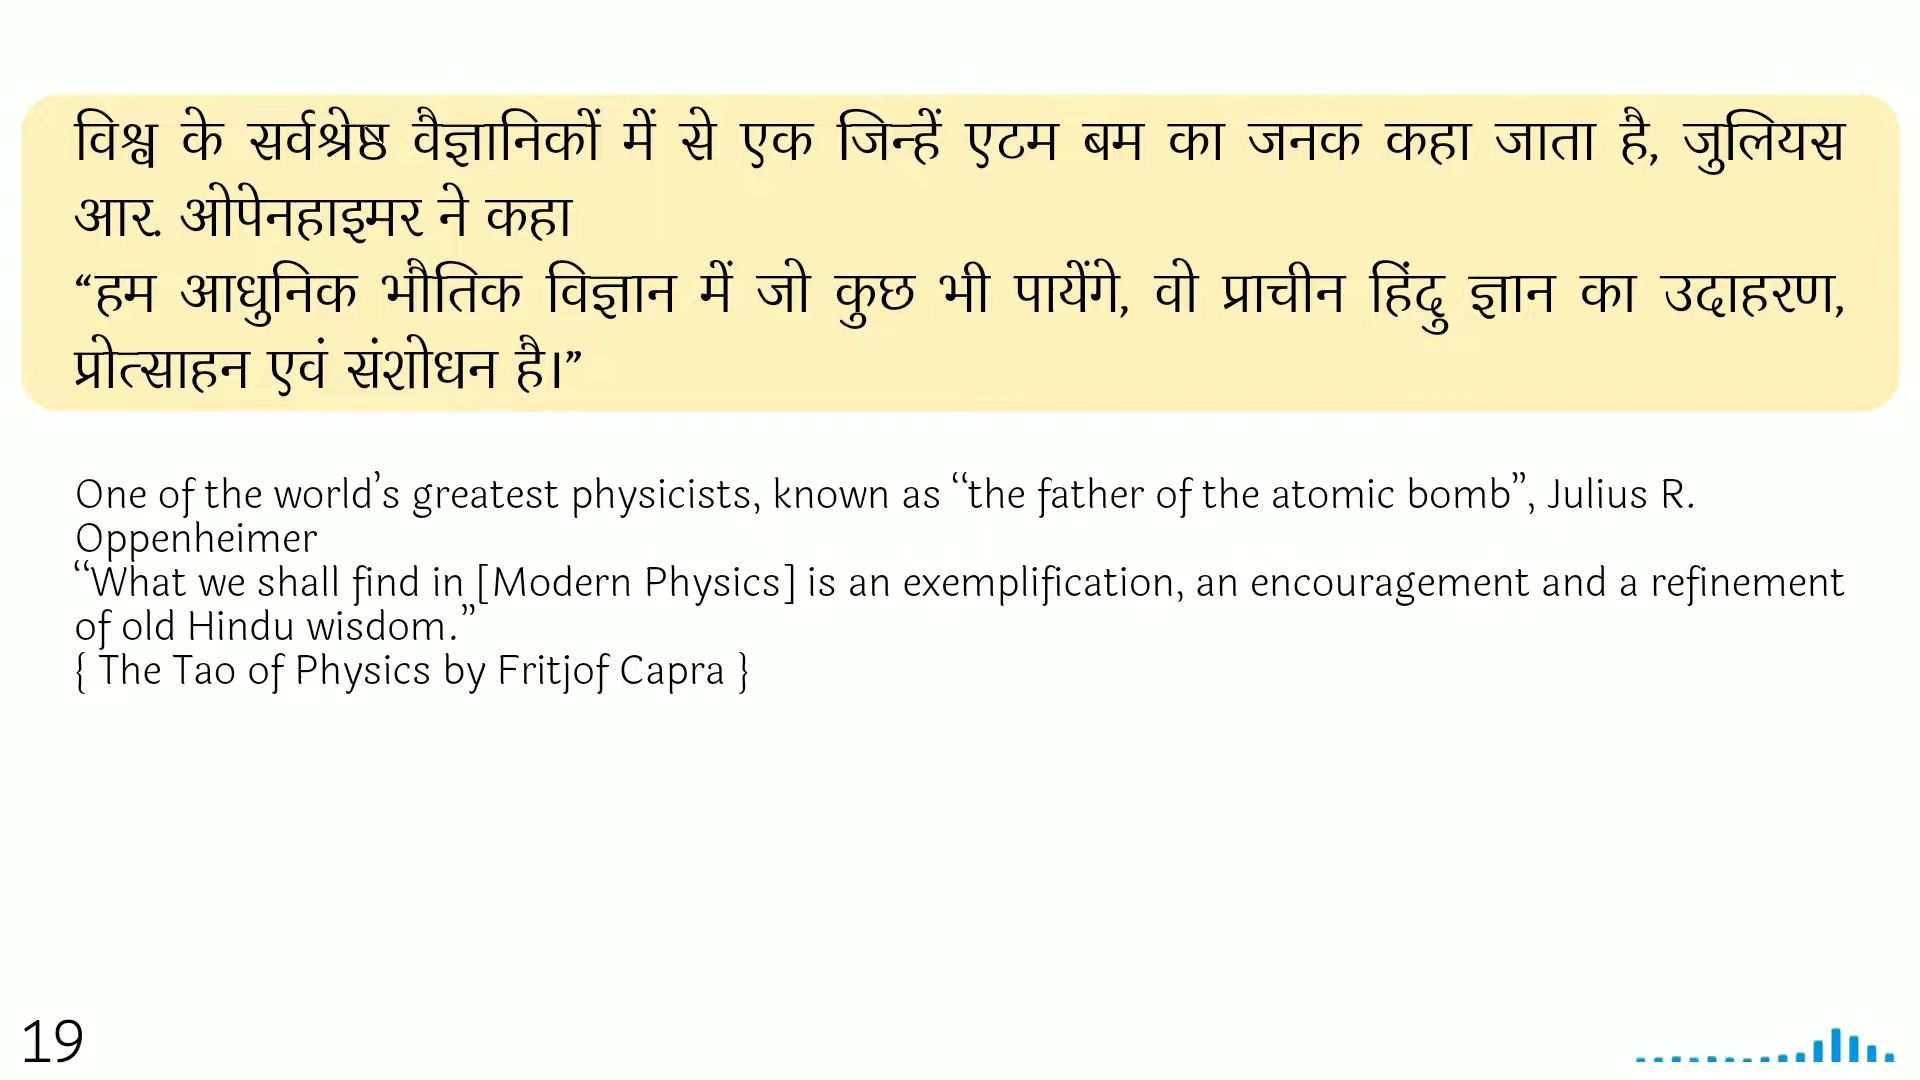 विश्व के सर्वश्रेष्ठ वैज्ञानिकों में से एक जिन्हें एटम बम का जनक कहा जाता है, जुलियस
आर. ओपेनहाइमर ने कहा
“हम आधुनिक भौतिक विज्ञान में जो कुछ भी पायेंगे, वो प्राचीन हिंदु ज्ञान का उदाहरण,
प्रोत्साहन एवं संशोधन है।”
One of the world’s greatest physicists, known as “the father of the atomic bomb”, Julius R.
Oppenheimer
“What we shall find in [Modern Physics] is an exemplification, an encouragement and a refinement
of old Hindu wisdom.”
{ The Tao of Physics by Fritjof Capra }
19